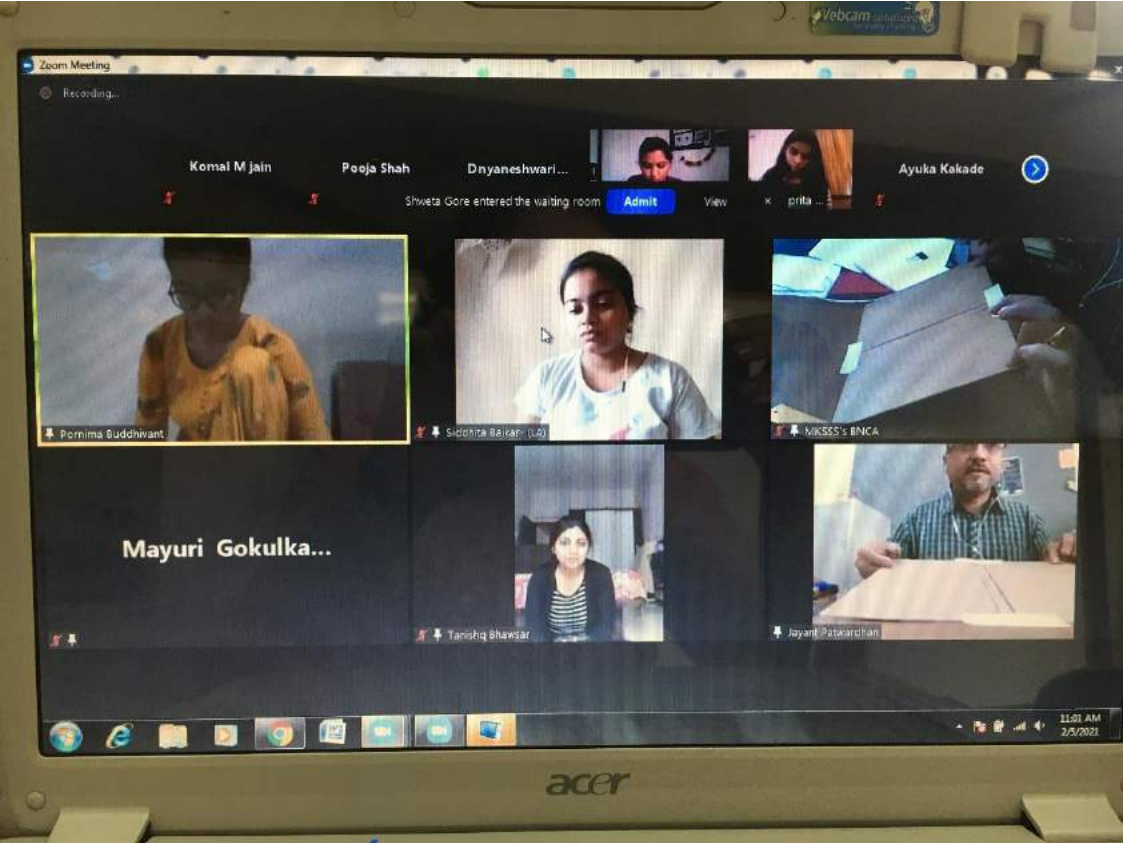 Webcam
Zoom Meeting
Recording...
Komal M jain
Pooja Shah
Dnyaneshwari...
Ayuka Kakade
Shweta Gore entered the waiting room
Admit
View
×
prita ...
Pornima Buddhivant
Siddhita Baikar- (LA)
MKSSS's BNCA
Mayuri Gokulka...
Tanishq Bhawsar
Jayant Patwardhan
11:01 AM
2/5/2021
acer